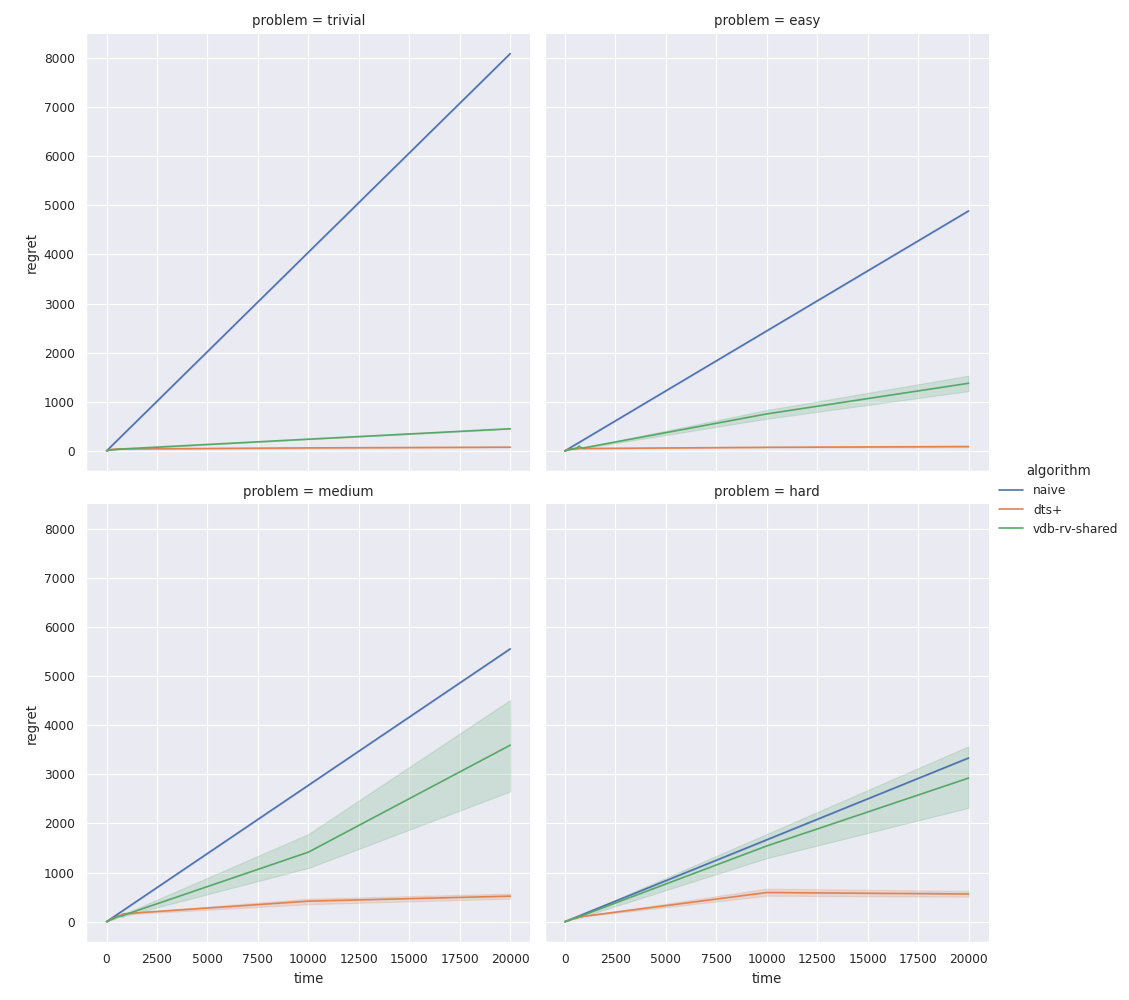 problem = trivial
problem = easy
8000
7000
6000
5000
4000
3000
2000
1000
0
regret
problem = medium
problem = hard
8000
7000
6000
5000
4000
3000
2000
1000
0
regret
0 2500 5000 7500 10000 12500 15000 17500 20000
time
0 2500 5000 7500 10000 12500 15000 17500 20000
time
algorithm
naive
dts+
vdb-rv-shared